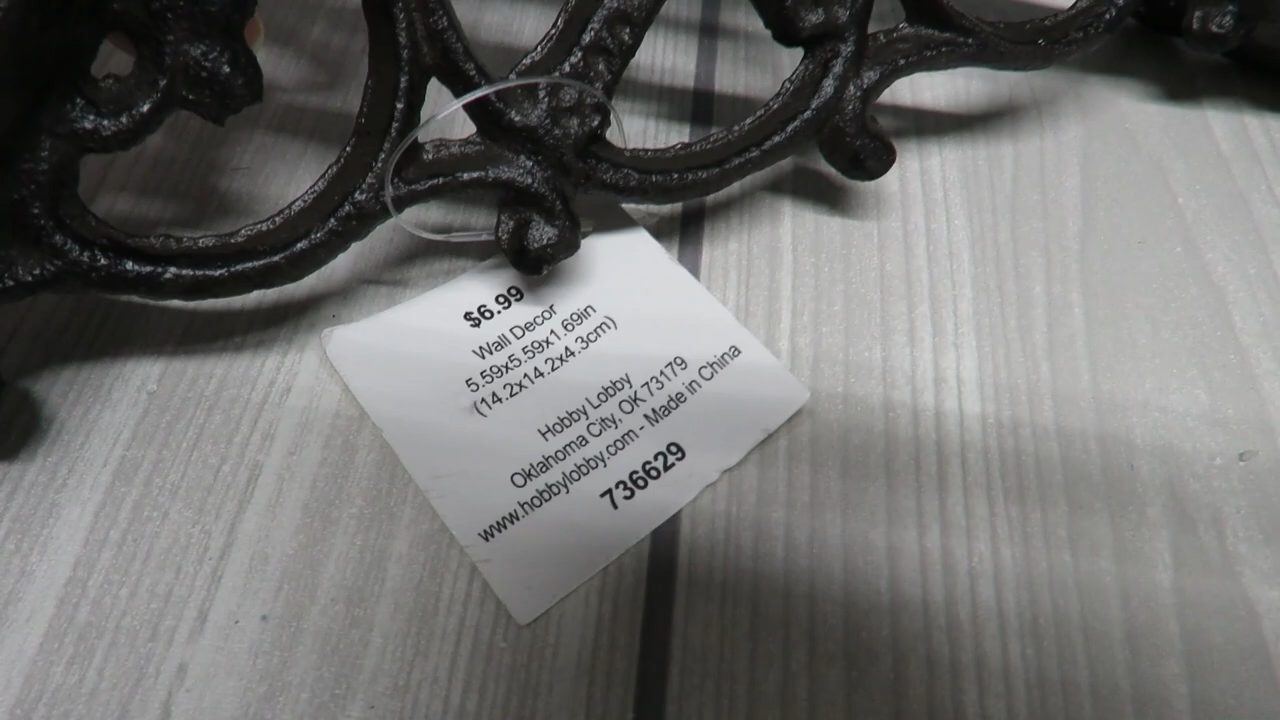 $6.99
Wall Decor
5.59x5.59x1.69in
(14.2x14.2x4.3cm)
Hobby Lobby
Oklahoma City, OK 73179
www.hobbylobby.com - Made in China
736629